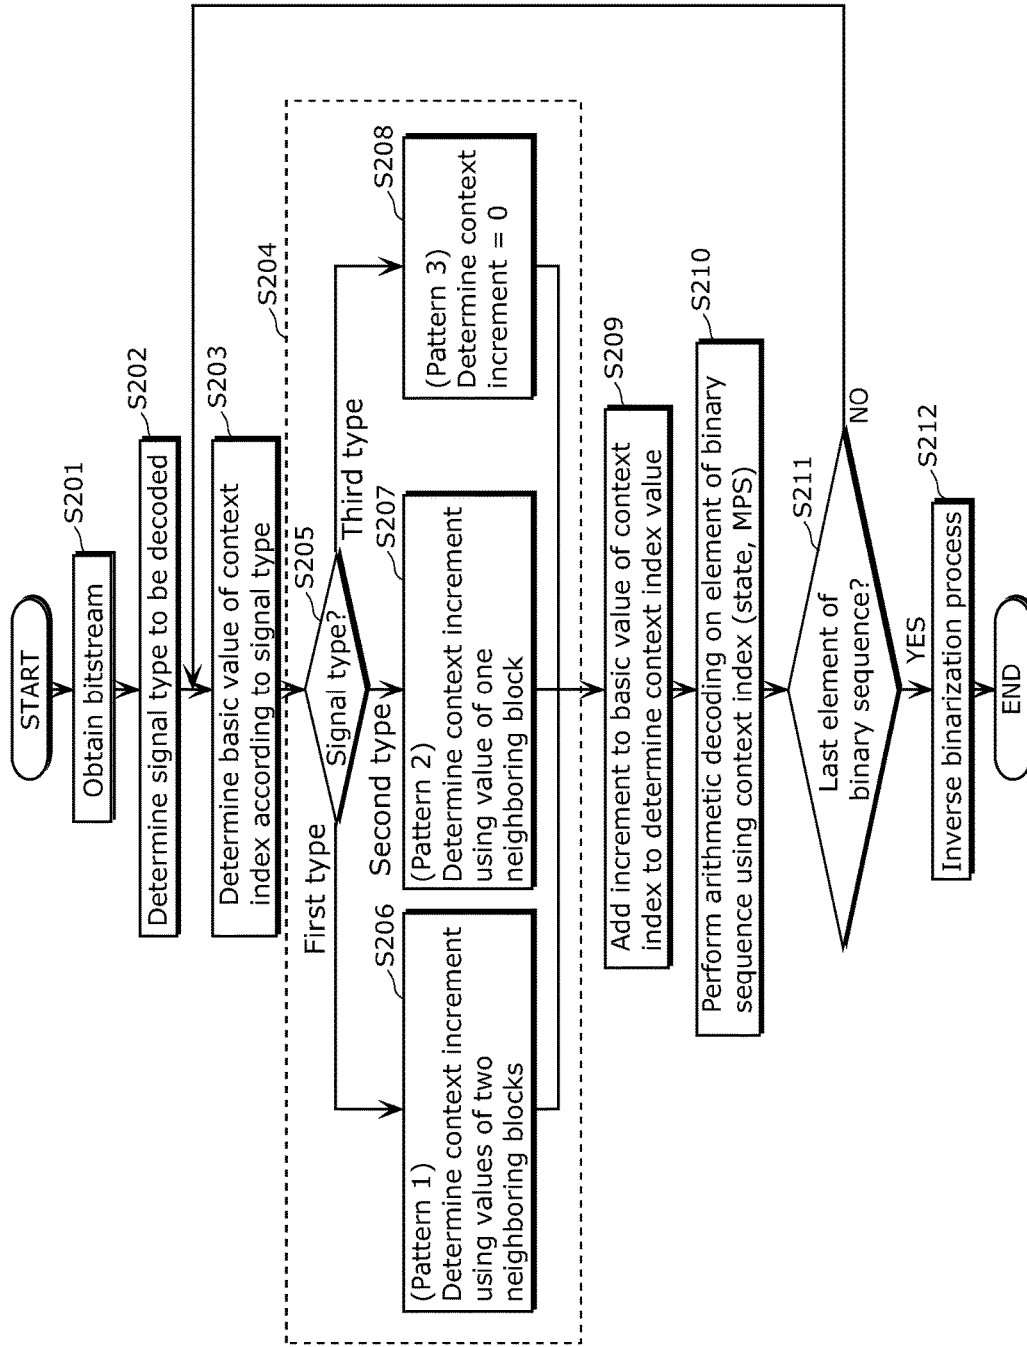 START
S201
Obtain bitstream
S202
Determine signal type to be decoded
S203
Determine basic value of context
index according to signal type
S204
S205
Signal type?
First type
Second type
Third type
S206
(Pattern 1)
Determine context increment
using values of two
neighboring blocks
S207
(Pattern 2)
Determine context increment
using value of one
neighboring block
S208
(Pattern 3)
Determine context
increment = 0
S209
Add increment to basic value of context
index to determine context index value
S210
Perform arithmetic decoding on element of binary
sequence using context index (state, MPS)
S211
Last element of
binary sequence?
NO
YES
S212
Inverse binarization process
END